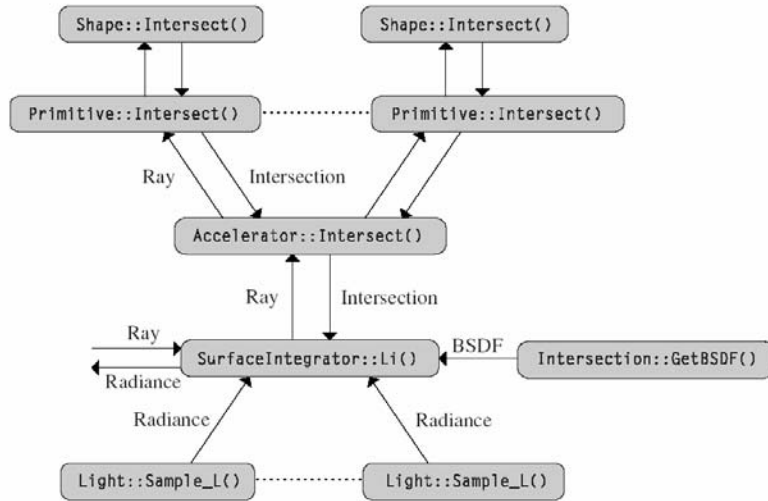 Shape::Intersect() Shape::Intersect()
Primitive::Intersect() Primitive::Intersect()
Ray Intersection
Accelerator::Intersect()
Ray Intersection
Ray
SurfaceIntegrator::Li() BSDF Intersection::GetBSDF()
Radiance
Radiance Radiance
Light::Sample_L() Light::Sample_L()